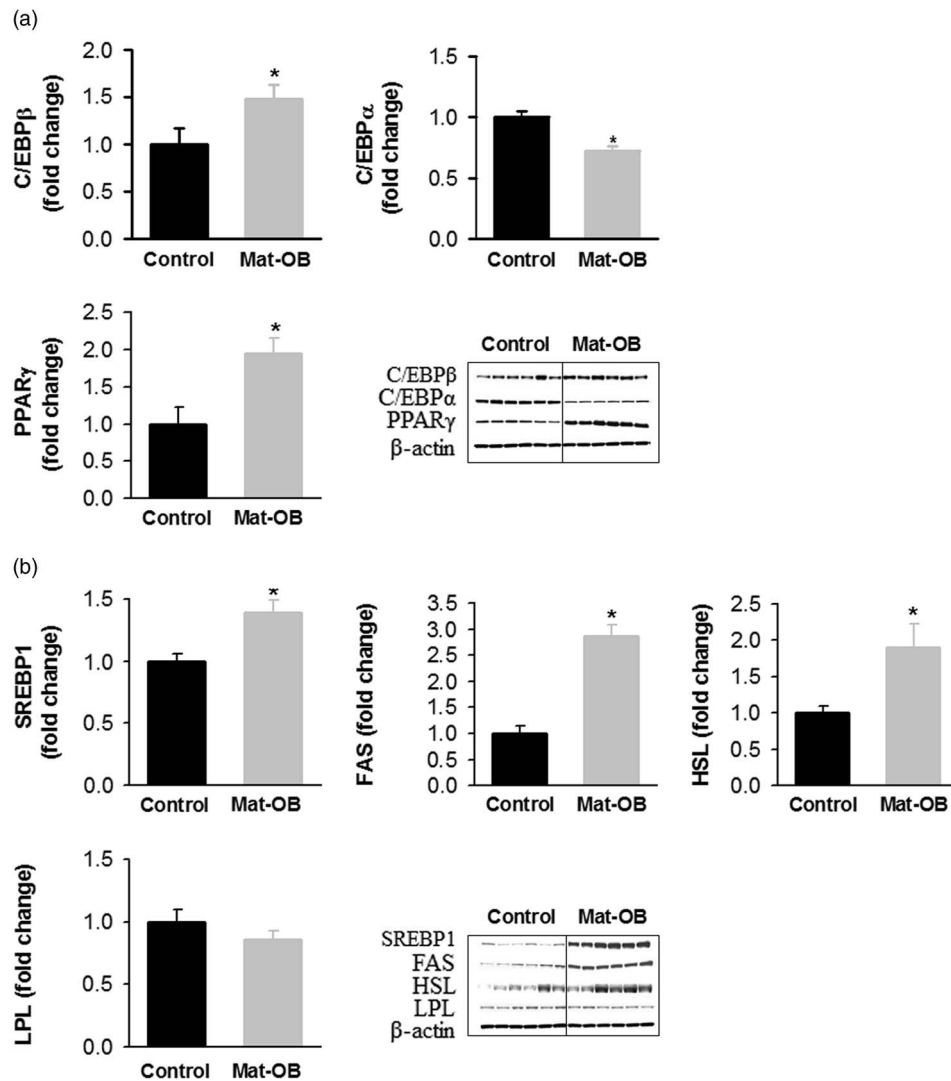 (a)
C/EBPβ
(fold change)
2.0
1.5
1.0
0.5
0.0
*
Control Mat-OB
C/EBPα
(fold change)
1.5
1.0
0.5
0.0
*
Control Mat-OB
PPARγ
(fold change)
2.5
2.0
1.5
1.0
0.5
0.0
*
Control Mat-OB
Control Mat-OB
C/EBPβ
C/EBPα
PPARγ
β-actin
(b)
SREBP1
(fold change)
1.5
1.0
0.5
0.0
*
Control Mat-OB
FAS (fold change)
3.5
3.0
2.5
2.0
1.5
1.0
0.5
0.0
*
Control Mat-OB
HSL (fold change)
2.5
2.0
1.5
1.0
0.5
0.0
*
Control Mat-OB
LPL (fold change)
1.5
1.0
0.5
0.0
Control Mat-OB
Control Mat-OB
SREBP1
FAS
HSL
LPL
β-actin